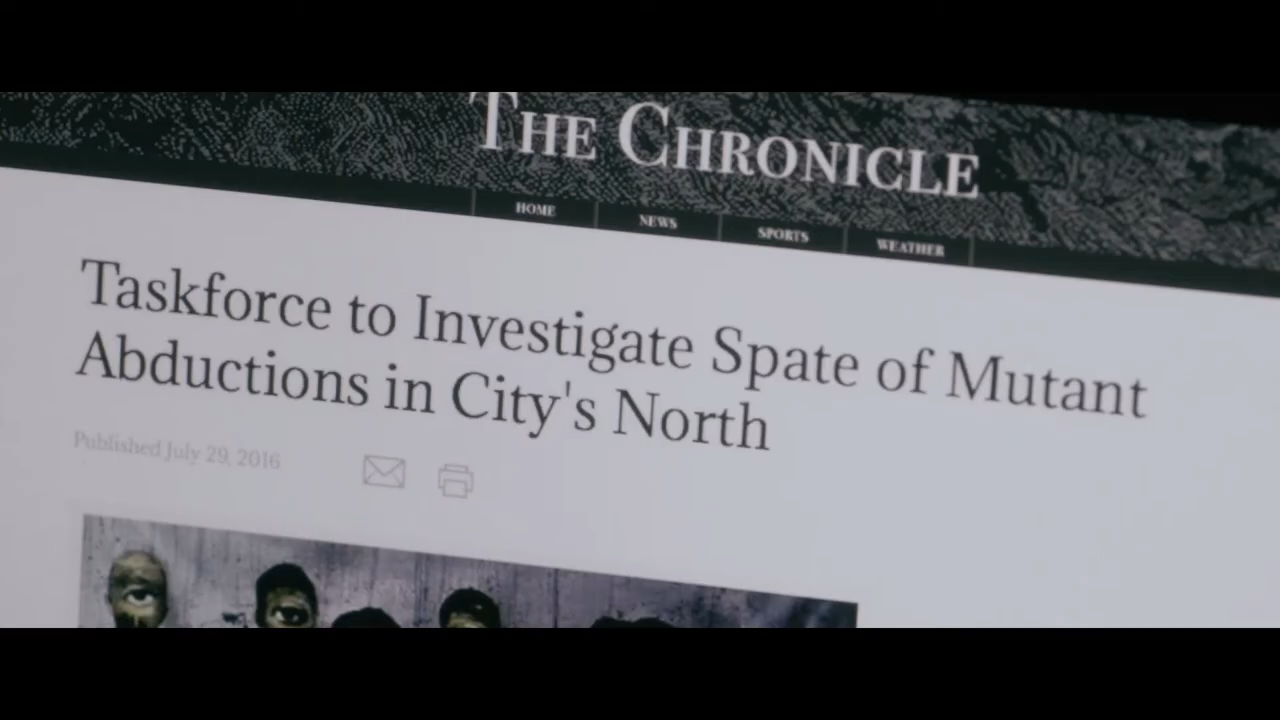 THE CHRONICLE
HOME NEWS SPORTS WEATHER
Taskforce to Investigate Spate of Mutant
Abductions in City's North
Published July 29, 2016